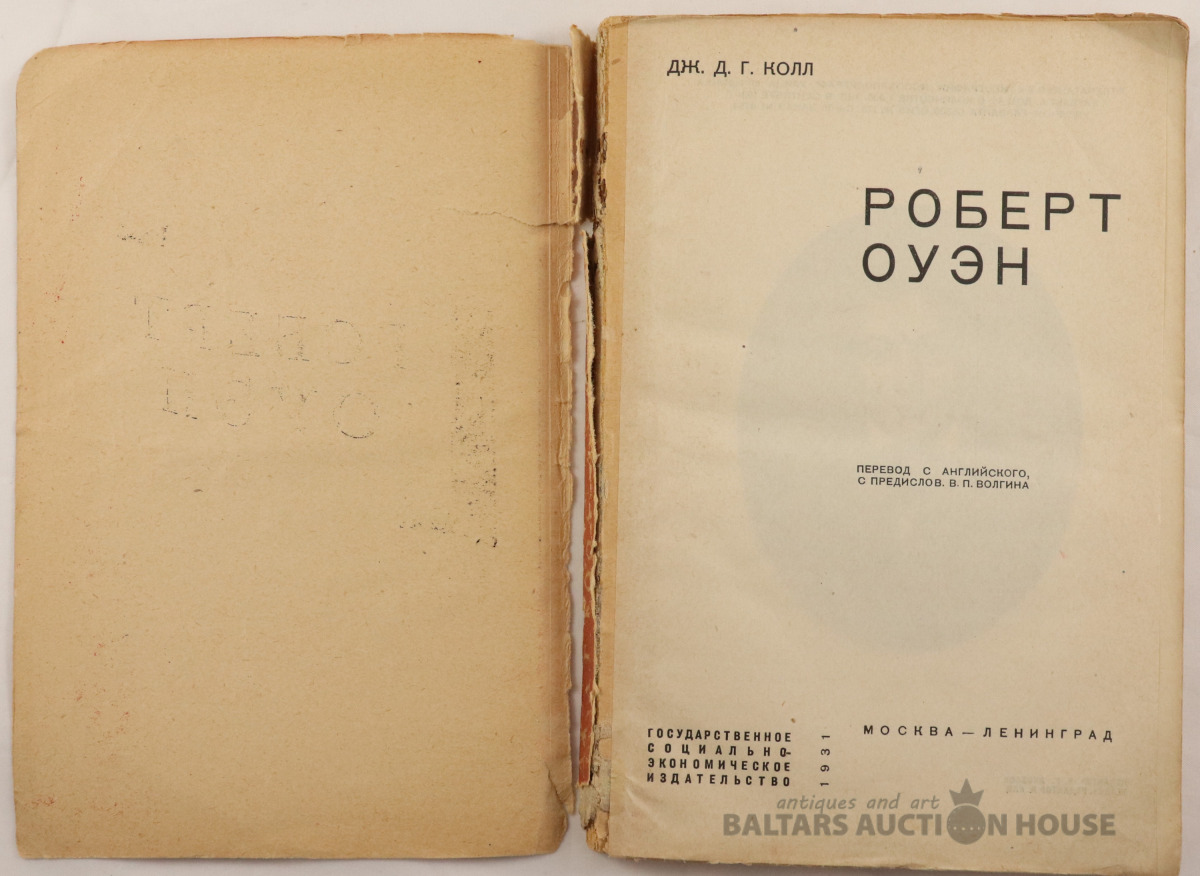 ДЖ. Д. Г. КОЛЛ
РОБЕРТ
ОУЭН
ПЕРЕВОД С АНГЛИЙСКОГО,
С ПРЕДИСЛОВ. В. П. ВОЛГИНА
ГОСУДАРСТВЕННОЕ
СОЦИАЛЬНО-
ЭКОНОМИЧЕСКОЕ
ИЗДАТЕЛЬСТВО
1931
МОСКВА — ЛЕНИНГРАД
antiques and art
BALTARS AUCTION HOUSE